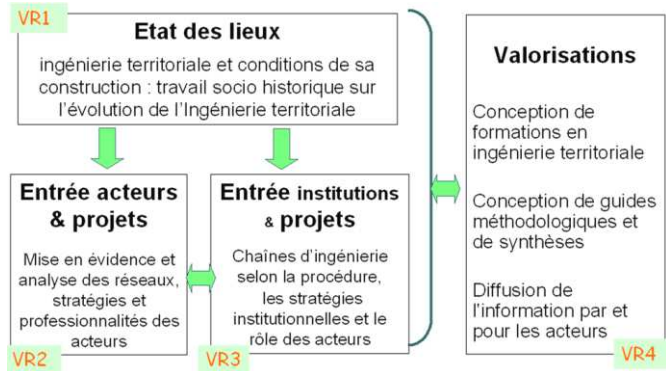 VR1
Etat des lieux
ingénierie territoriale et conditions de sa
construction : travail socio historique sur
l'évolution de l'Ingénierie territoriale
Entrée acteurs
& projets
Mise en évidence et
analyse des réseaux,
stratégies et
professionnalités des
acteurs
VR2
Entrée institutions
& projets
Chaînes d'ingénierie
selon la procédure,
les stratégies
institutionnelles et le
rôle des acteurs
VR3
Valorisations
Conception de
formations en
ingénierie territoriale
Conception de guides
méthodologiques et
de synthèses
Diffusion de
l'information par et
pour les acteurs
VR4